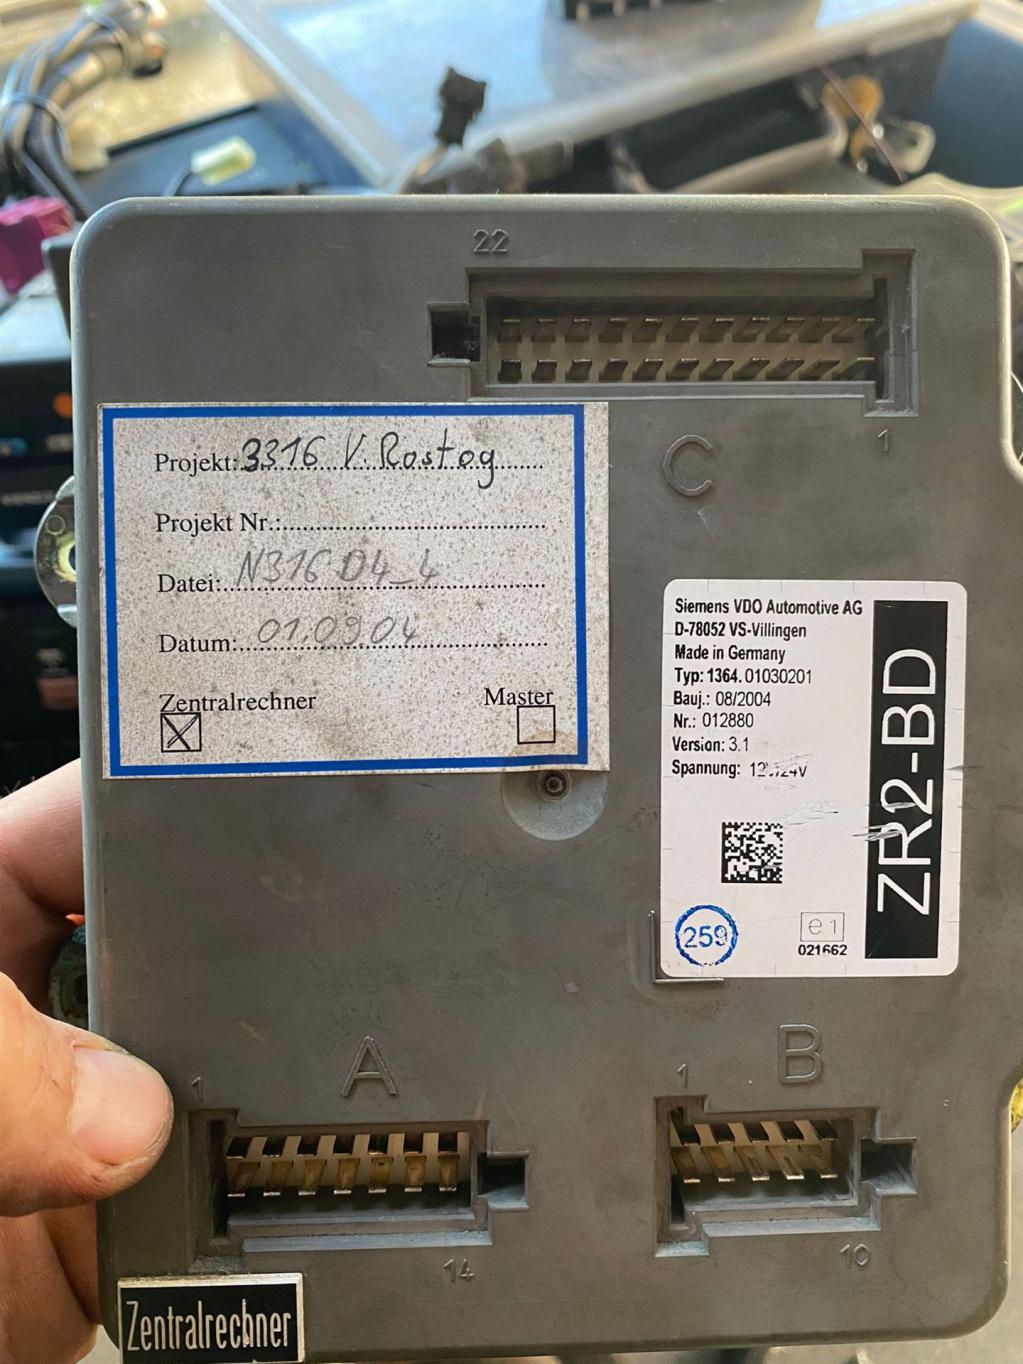 22
1
C
Projekt: 3316 V. Rostog
Projekt Nr.:
Datei: N316 D4_4
Datum: 01.09.04
Zentralrechner Master
Siemens VDO Automotive AG
D-78052 VS-Villingen
Made in Germany
Typ: 1364.01030201
Bauj.: 08/2004
Nr.: 012880
Version: 3.1
Spannung:
ZR2-BD
259
e1
021662
A
B
1
1
14
10
Zentralrechner